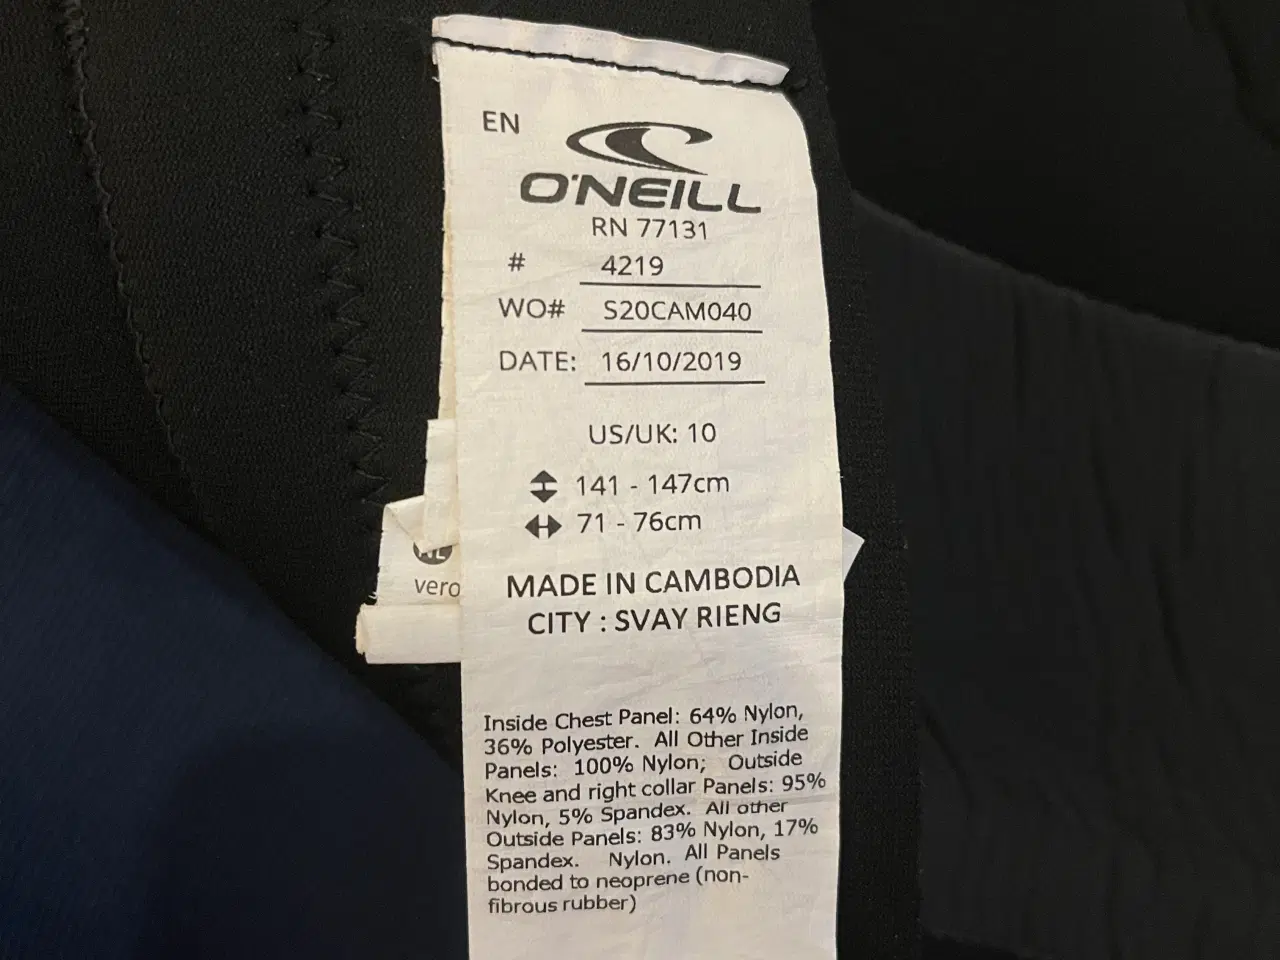 EN
O'NEILL
RN 77131
# 4219
WO# S20CAM040
DATE: 16/10/2019
US/UK: 10
141 - 147cm
71 - 76cm
vero
MADE IN CAMBODIA
CITY : SVAY RIENG
Inside Chest Panel: 64% Nylon,
36% Polyester. All Other Inside
Panels: 100% Nylon; Outside
Knee and right collar Panels: 95%
Nylon, 5% Spandex. All other
Outside Panels: 83% Nylon, 17%
Spandex. Nylon. All Panels
bonded to neoprene (non-
fibrous rubber)